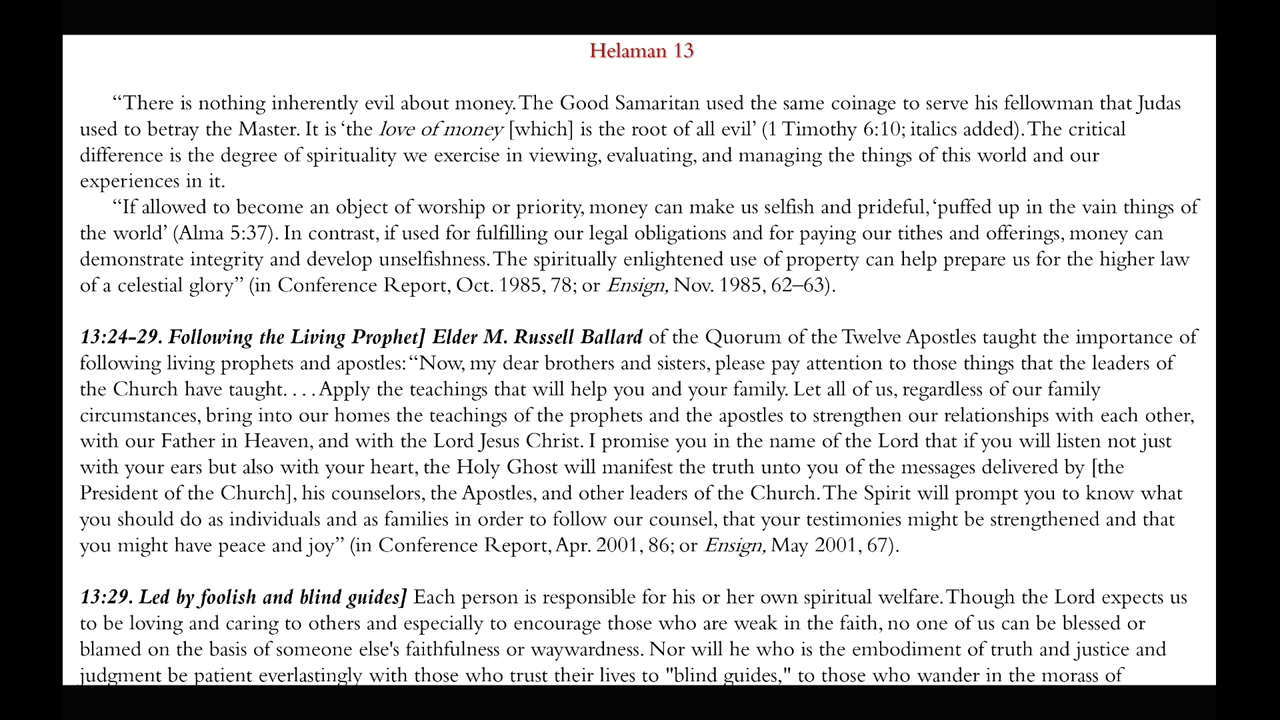 Helaman 13
“There is nothing inherently evil about money. The Good Samaritan used the same coinage to serve his fellowman that Judas
used to betray the Master. It is ‘the love of money [which] is the root of all evil’ (1 Timothy 6:10; italics added). The critical
difference is the degree of spirituality we exercise in viewing, evaluating, and managing the things of this world and our
experiences in it.
“If allowed to become an object of worship or priority, money can make us selfish and prideful, ‘puffed up in the vain things of
the world’ (Alma 5:37). In contrast, if used for fulfilling our legal obligations and for paying our tithes and offerings, money can
demonstrate integrity and develop unselfishness. The spiritually enlightened use of property can help prepare us for the higher law
of a celestial glory” (in Conference Report, Oct. 1985, 78; or Ensign, Nov. 1985, 62–63).
13:24-29. Following the Living Prophet] Elder M. Russell Ballard of the Quorum of the Twelve Apostles taught the importance of
following living prophets and apostles: “Now, my dear brothers and sisters, please pay attention to those things that the leaders of
the Church have taught. . . . Apply the teachings that will help you and your family. Let all of us, regardless of our family
circumstances, bring into our homes the teachings of the prophets and the apostles to strengthen our relationships with each other,
with our Father in Heaven, and with the Lord Jesus Christ. I promise you in the name of the Lord that if you will listen not just
with your ears but also with your heart, the Holy Ghost will manifest the truth unto you of the messages delivered by [the
President of the Church], his counselors, the Apostles, and other leaders of the Church. The Spirit will prompt you to know what
you should do as individuals and as families in order to follow our counsel, that your testimonies might be strengthened and that
you might have peace and joy” (in Conference Report, Apr. 2001, 86; or Ensign, May 2001, 67).
13:29. Led by foolish and blind guides] Each person is responsible for his or her own spiritual welfare. Though the Lord expects us
to be loving and caring to others and especially to encourage those who are weak in the faith, no one of us can be blessed or
blamed on the basis of someone else's faithfulness or waywardness. Nor will he who is the embodiment of truth and justice and
judgment be patient everlastingly with those who trust their lives to "blind guides," to those who wander in the morass of